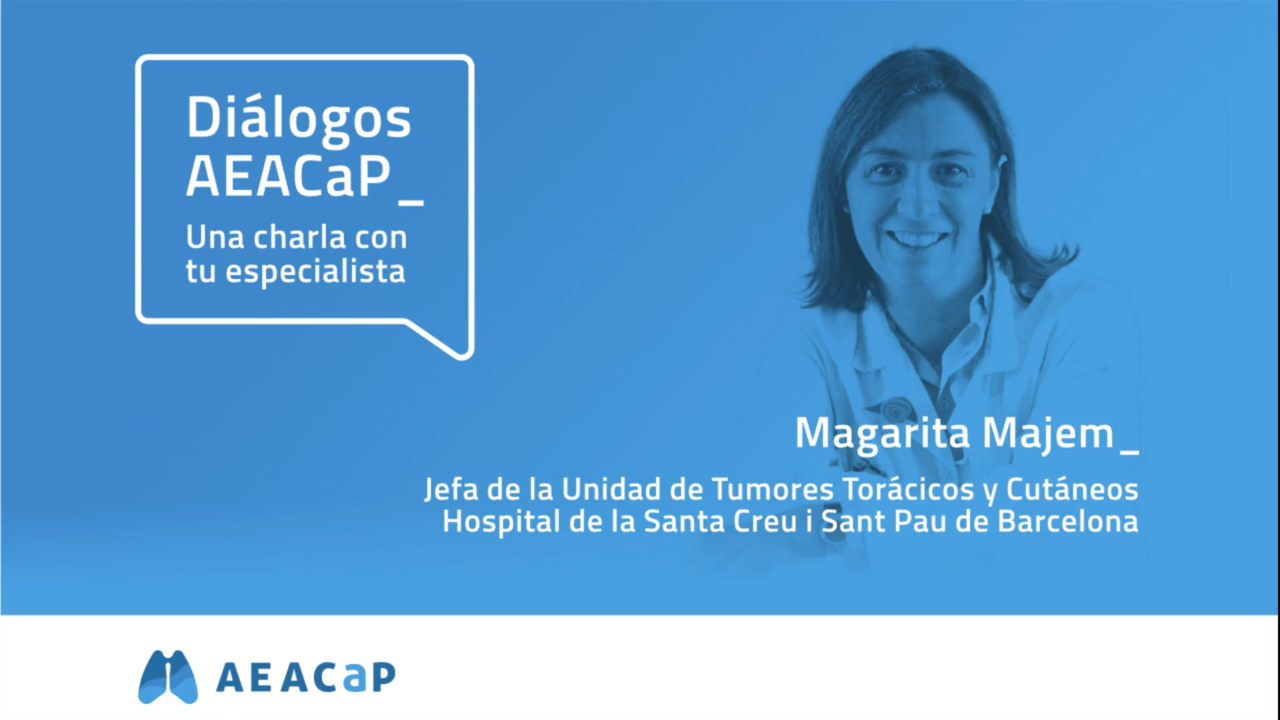 Diálogos
AEACaP_
Una charla con
tu especialista
Magarita Majem_
Jefa de la Unidad de Tumores Torácicos y Cutáneos
Hospital de la Santa Creu i Sant Pau de Barcelona
AEACaP